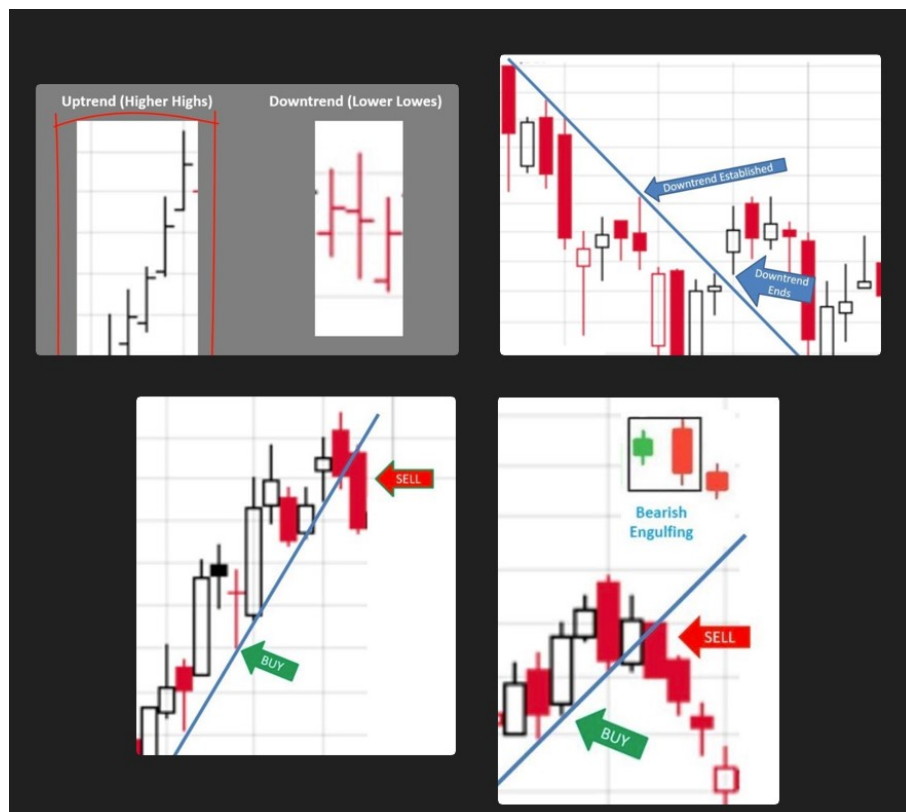 Uptrend (Higher Highs)
Downtrend (Lower Lowes)
Downtrend Established
Downtrend
Ends
SELL
BUY
Bearish
Engulfing
SELL
BUY